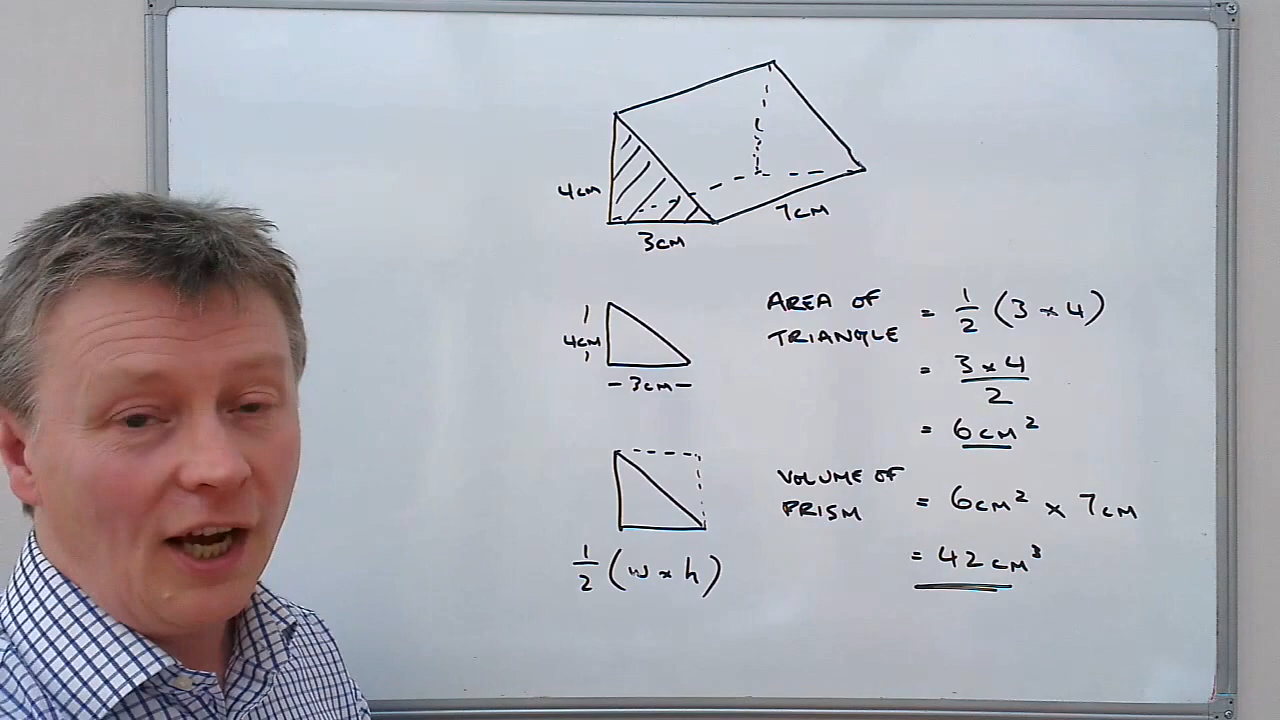 4cm
3cm
7cm
4cm
3cm
AREA OF
TRIANGLE
= 1/2 (3 × 4)
= 3 × 4 / 2
= 6cm²
1/2 (w × h)
VOLUME OF
PRISM
= 6cm² × 7cm
= 42cm³